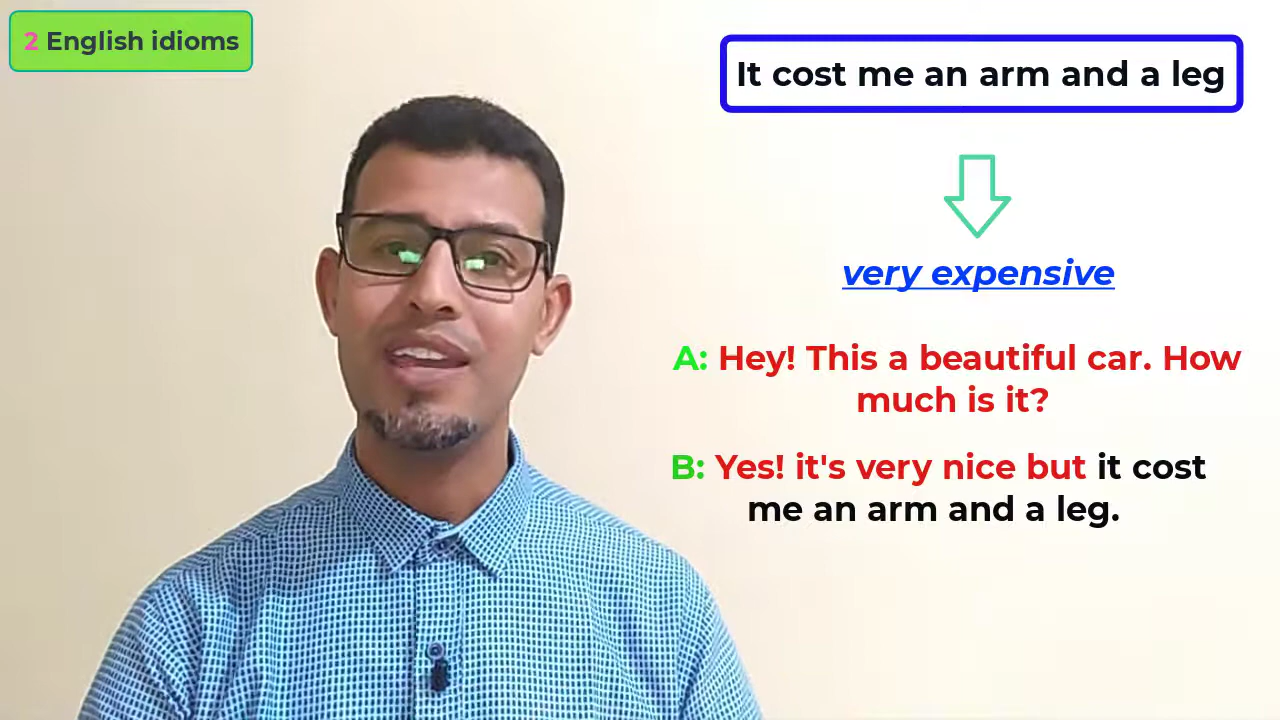 2 English idioms
It cost me an arm and a leg
very expensive
A: Hey! This a beautiful car. How
much is it?
B: Yes! it's very nice but it cost
me an arm and a leg.